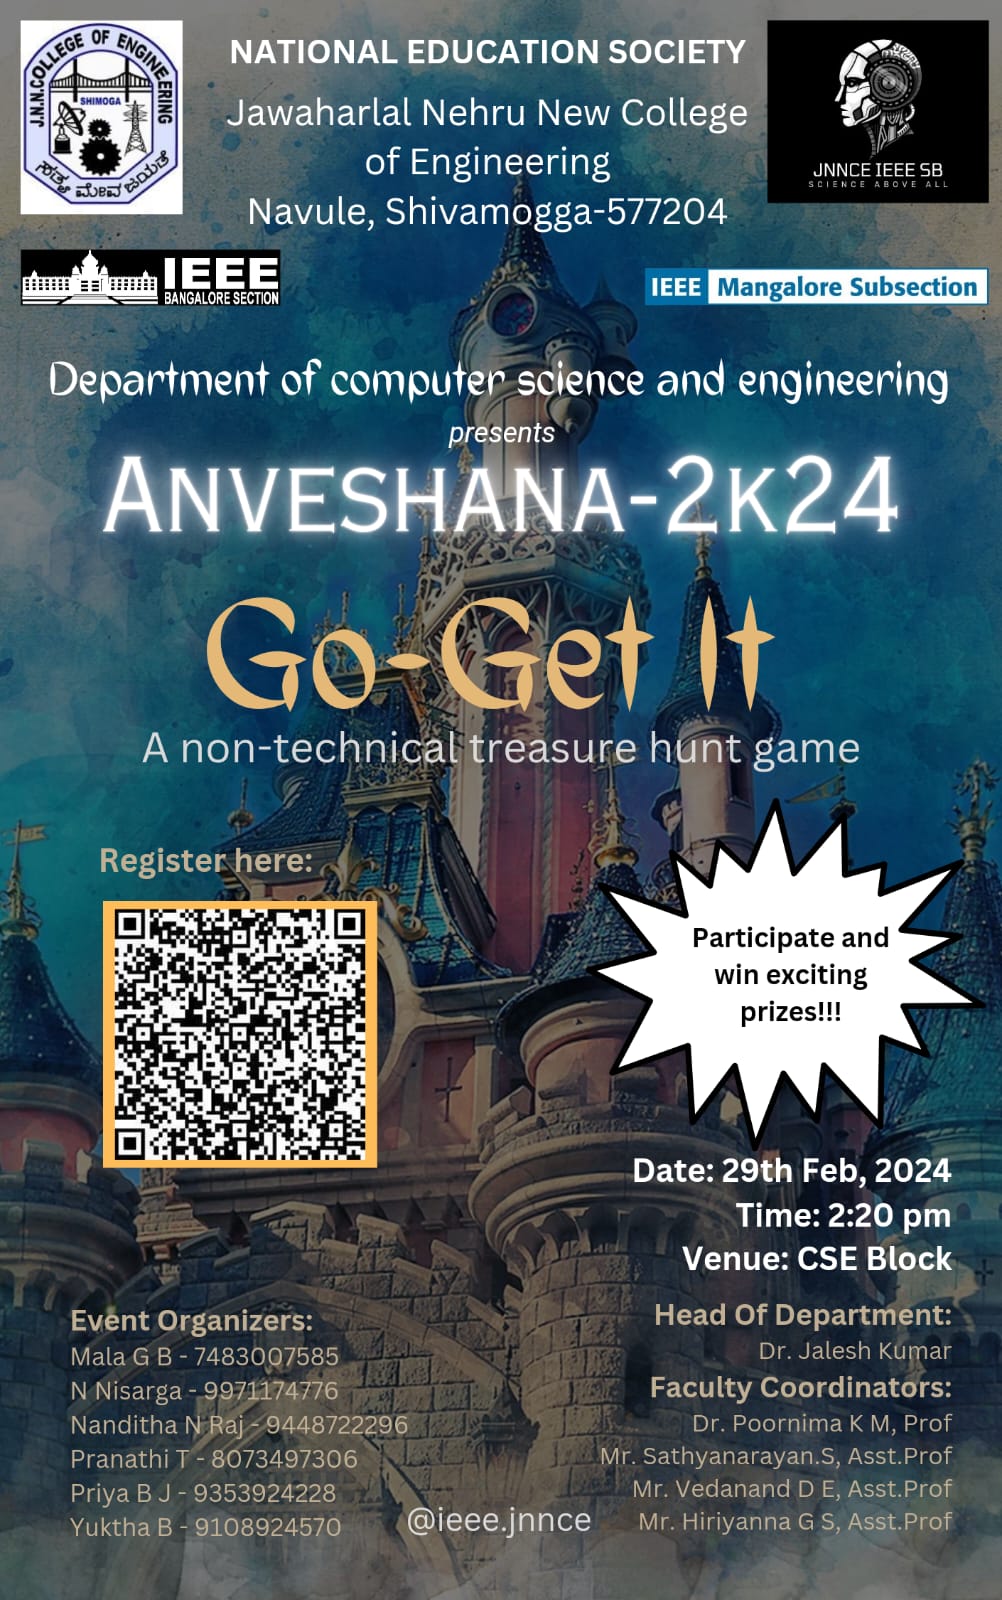 J.N.N.COLLEGE OF ENGINEERING
SHIMOGA
ಸತ್ಯ ಮೇವ ಜಯತೆ
NATIONAL EDUCATION SOCIETY
Jawaharlal Nehru New College
of Engineering
Navule, Shivamogga-577204
JNNCE IEEE SB
SCIENCE ABOVE ALL
IEEE
BANGALORE SECTION
IEEE Mangalore Subsection
Department of computer science and engineering
presents
ANVESHANA-2K24
Go-Get It
A non-technical treasure hunt game
Register here:
Participate and
win exciting
prizes!!!
Date: 29th Feb, 2024
Time: 2:20 pm
Venue: CSE Block
Event Organizers:
Mala G B - 7483007585
N Nisarga - 9971174776
Nanditha N Raj - 9448722296
Pranathi T - 8073497306
Priya B J - 9353924228
Yuktha B - 9108924570
@ieee.jnnce
Head Of Department:
Dr. Jalesh Kumar
Faculty Coordinators:
Dr. Poornima K M, Prof
Mr. Sathyanarayan.S, Asst.Prof
Mr. Vedanand D E, Asst.Prof
Mr. Hiriyanna G S, Asst.Prof